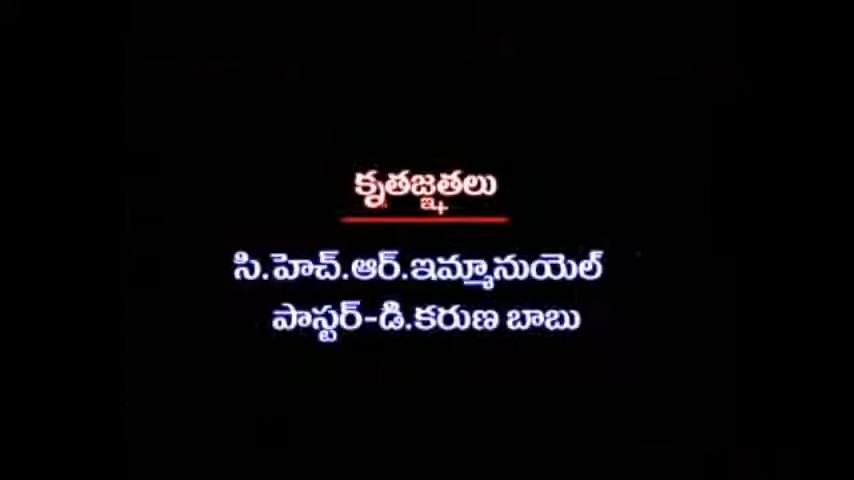 కృతజ్ఞతలు
సి.హెచ్.ఆర్.ఇమ్మానుయెల్
పాస్టర్-డి.కరుణ బాబు